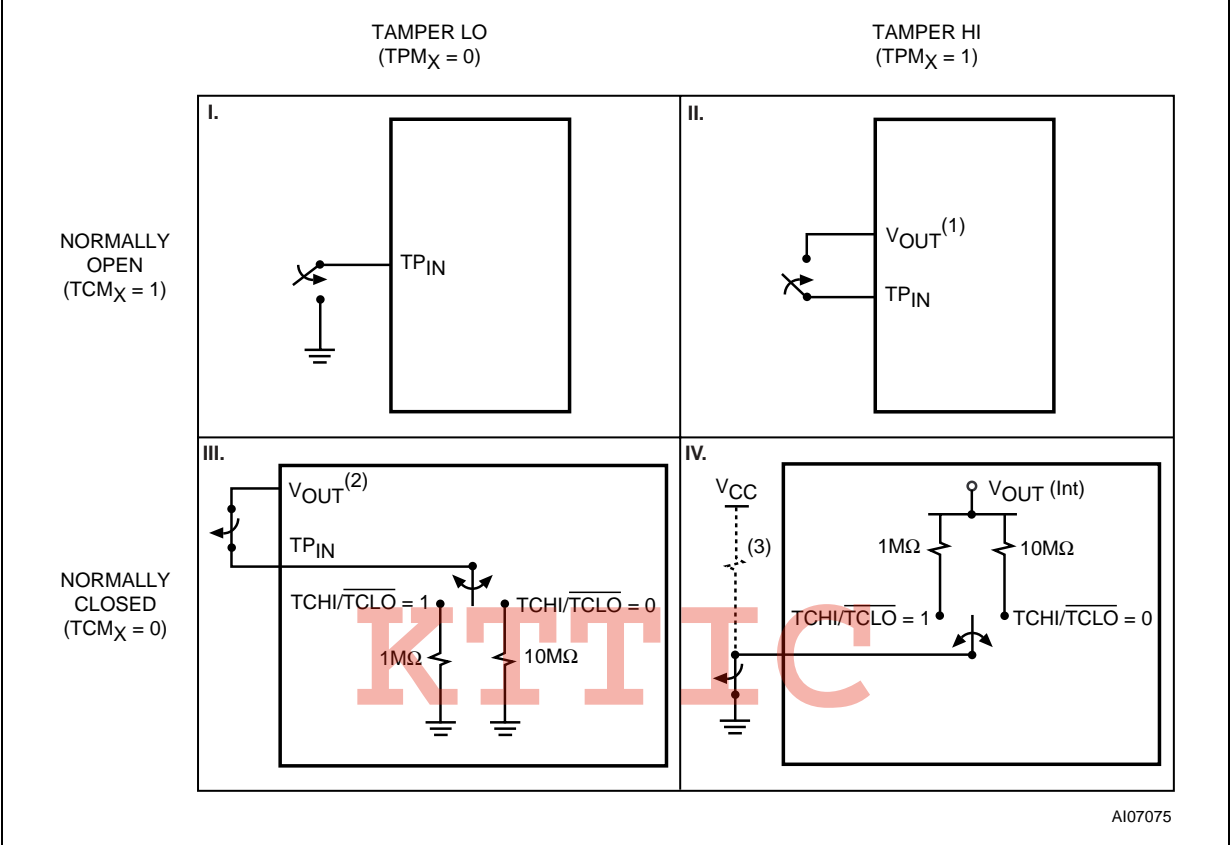 TAMPER LO
(TPMX = 0)
TAMPER HI
(TPMX = 1)
NORMALLY
OPEN
(TCMX = 1)
I.
TPIN
II.
VOUT(1)
TPIN
NORMALLY
CLOSED
(TCMX = 0)
III.
VOUT(2)
TPIN
TCHI/TCLO = 1
TCHI/TCLO = 0
1MΩ
10MΩ
IV.
VCC
(3)
VOUT (Int)
1MΩ
10MΩ
TCHI/TCLO = 1
TCHI/TCLO = 0
KTTIC
AI07075